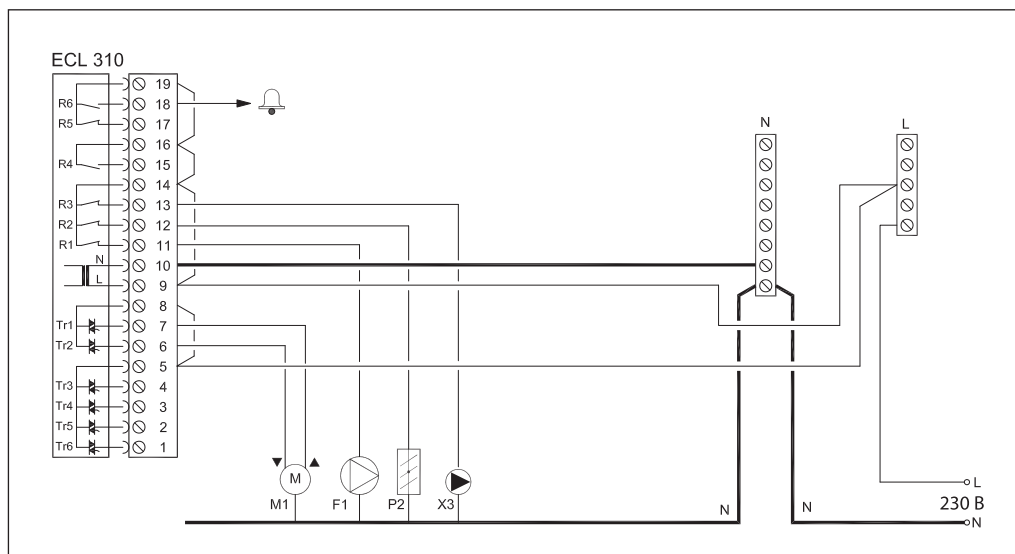 ECL 310
19
R6 18
R5 17
16
R4 15
14
R3 13
R2 12
R1 11
N 10
L 9
8
Tr1 7
Tr2 6
5
Tr3 4
Tr4 3
Tr5 2
Tr6 1
N
L
M
M1
F1
P2
X3
N
N
L
230 В
N